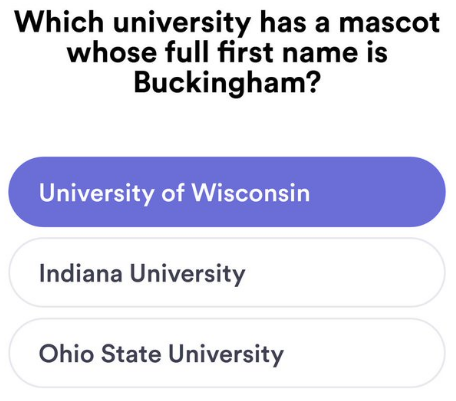 Which university has a mascot
whose full first name is
Buckingham?
University of Wisconsin
Indiana University
Ohio State University